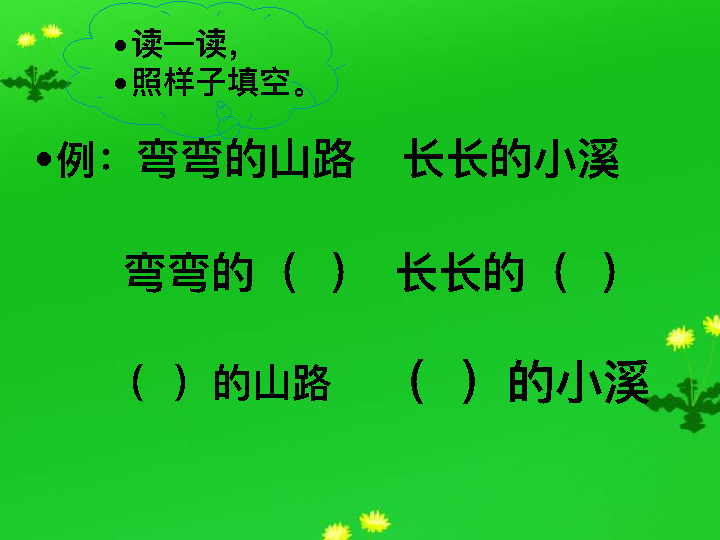 •读一读，
•照样子填空。
•例：弯弯的山路 长长的小溪
弯弯的（ ） 长长的（ ）
（ ）的山路 （ ）的小溪